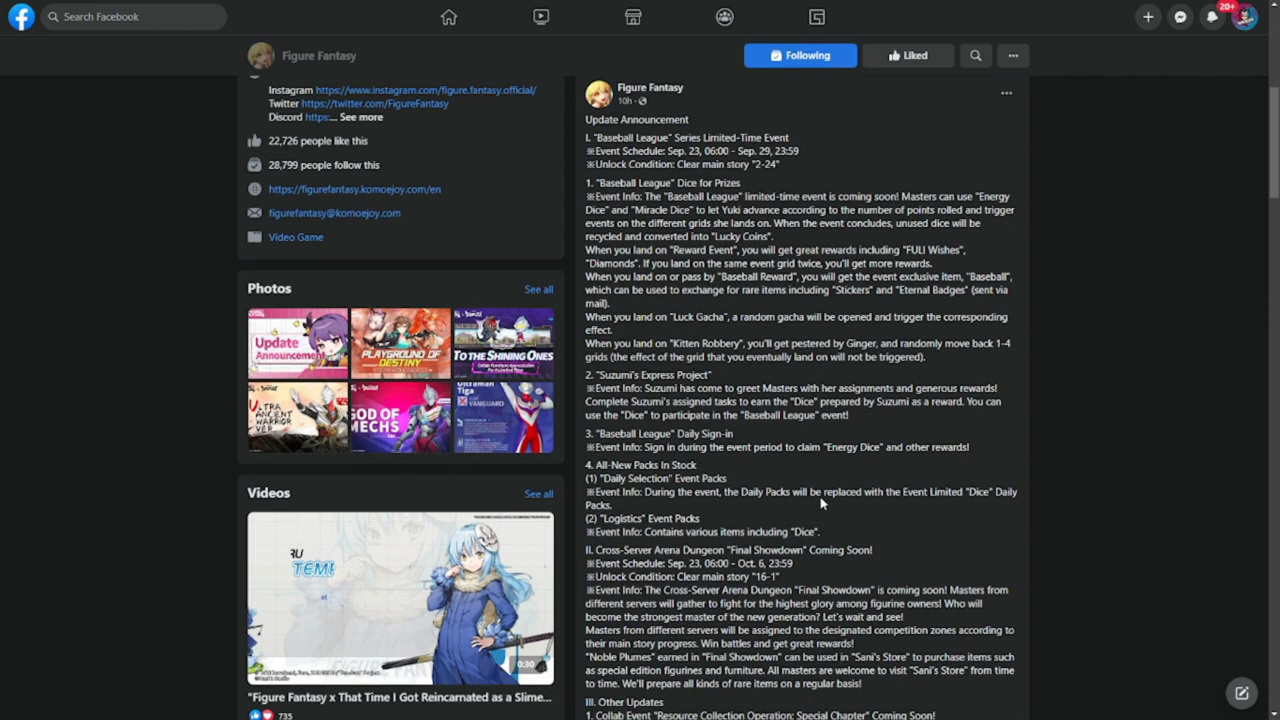 Search Facebook
20+
Figure Fantasy
Following
Liked
Instagram https://www.instagram.com/figure.fantasy.official/
Twitter https://twitter.com/FigureFantasy
Discord https:... See more
22,726 people like this
28,799 people follow this
https://figurefantasy.komoejoy.com/en
figurefantasy@komoejoy.com
Video Game
Photos
See all
Update
Announcement
PLAYGROUND OF
DESTINY
TO THE SHINING ONES
ULTRA
ANCIENT
WARRIOR
VER
GOD OF
MECHS
Ultraman
Tiga
VANGUARD
Videos
See all
0:30
"Figure Fantasy x That Time I Got Reincarnated as a Slime...
735
Figure Fantasy
10h ·
Update Announcement
I. "Baseball League" Series Limited-Time Event
※Event Schedule: Sep. 23, 06:00 - Sep. 29, 23:59
※Unlock Condition: Clear main story "2-24"
1. "Baseball League" Dice for Prizes
※Event Info: The "Baseball League" limited-time event is coming soon! Masters can use "Energy
Dice" and "Miracle Dice" to let Yuki advance according to the number of points rolled and trigger
events on the different grids she lands on. When the event concludes, unused dice will be
recycled and converted into "Lucky Coins".
When you land on "Reward Event", you will get great rewards including "FULI Wishes",
"Diamonds". If you land on the same event grid twice, you'll get more rewards.
When you land on or pass by "Baseball Reward", you will get the event exclusive item, "Baseball",
which can be used to exchange for rare items including "Stickers" and "Eternal Badges" (sent via
mail).
When you land on "Luck Gacha", a random gacha will be opened and trigger the corresponding
effect.
When you land on "Kitten Robbery", you'll get pestered by Ginger, and randomly move back 1-4
grids (the effect of the grid that you eventually land on will not be triggered).
2. "Suzumi's Express Project"
※Event Info: Suzumi has come to greet Masters with her assignments and generous rewards!
Complete Suzumi's assigned tasks to earn the "Dice" prepared by Suzumi as a reward. You can
use the "Dice" to participate in the "Baseball League" event!
3. "Baseball League" Daily Sign-in
※Event Info: Sign in during the event period to claim "Energy Dice" and other rewards!
4. All-New Packs In Stock
(1) "Daily Selection" Event Packs
※Event Info: During the event, the Daily Packs will be replaced with the Event Limited "Dice" Daily
Packs.
(2) "Logistics" Event Packs
※Event Info: Contains various items including "Dice".
II. Cross-Server Arena Dungeon "Final Showdown" Coming Soon!
※Event Schedule: Sep. 23, 06:00 - Oct. 6, 23:59
※Unlock Condition: Clear main story "16-1"
※Event Info: The Cross-Server Arena Dungeon "Final Showdown" is coming soon! Masters from
different servers will gather to fight for the highest glory among figurine owners! Who will
become the strongest master of the new generation? Let's wait and see!
Masters from different servers will be assigned to the designated competition zones according to
their main story progress. Win battles and get great rewards!
"Noble Plumes" earned in "Final Showdown" can be used in "Sani's Store" to purchase items such
as special edition figurines and furniture. All masters are welcome to visit "Sani's Store" from time
to time. We'll prepare all kinds of rare items on a regular basis!
III. Other Updates
1. Collab Event "Resource Collection Operation: Special Chapter" Coming Soon!